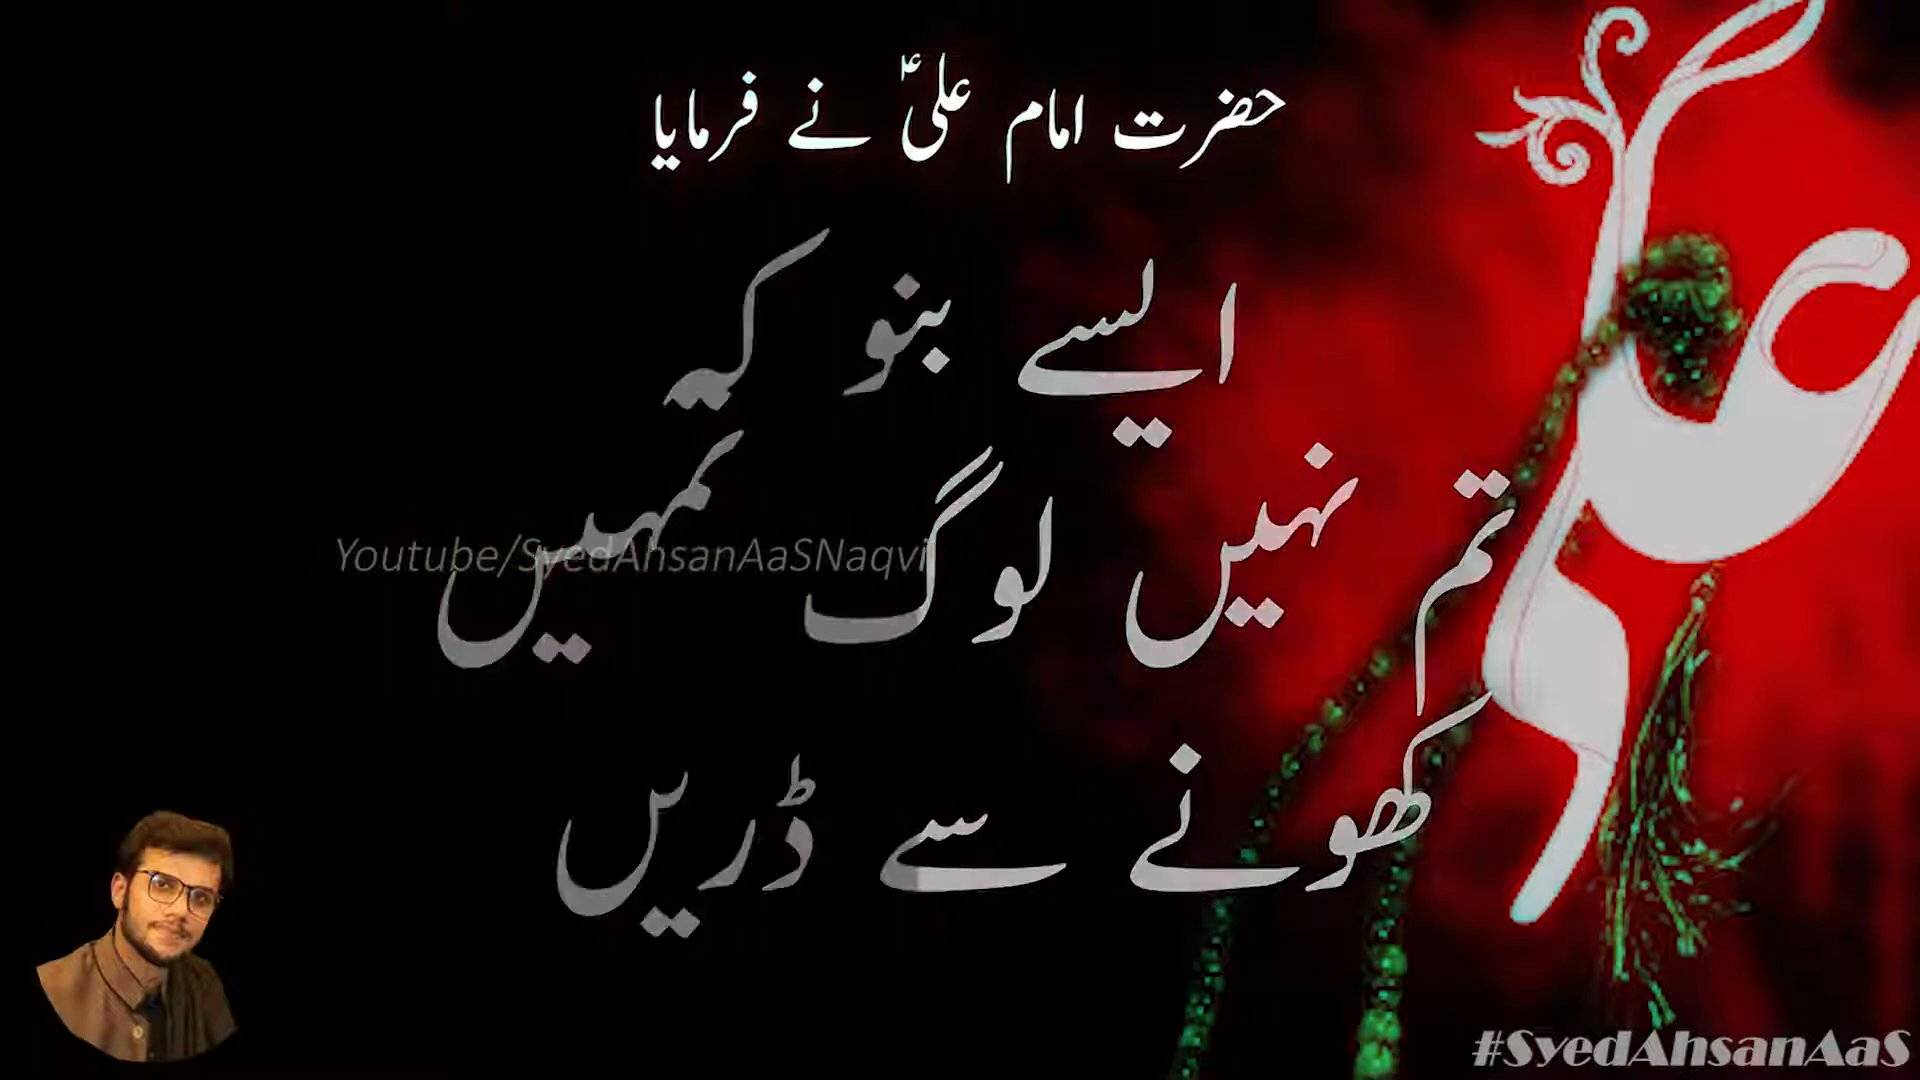 حضرت امام علیؑ نے فرمایا
ایسے بنو کہ
تم نہیں لوگ تمہیں
Youtube/SyedAhsanAaSNaqvi
کھونے سے ڈریں
علی
#SyedAhsanAaS